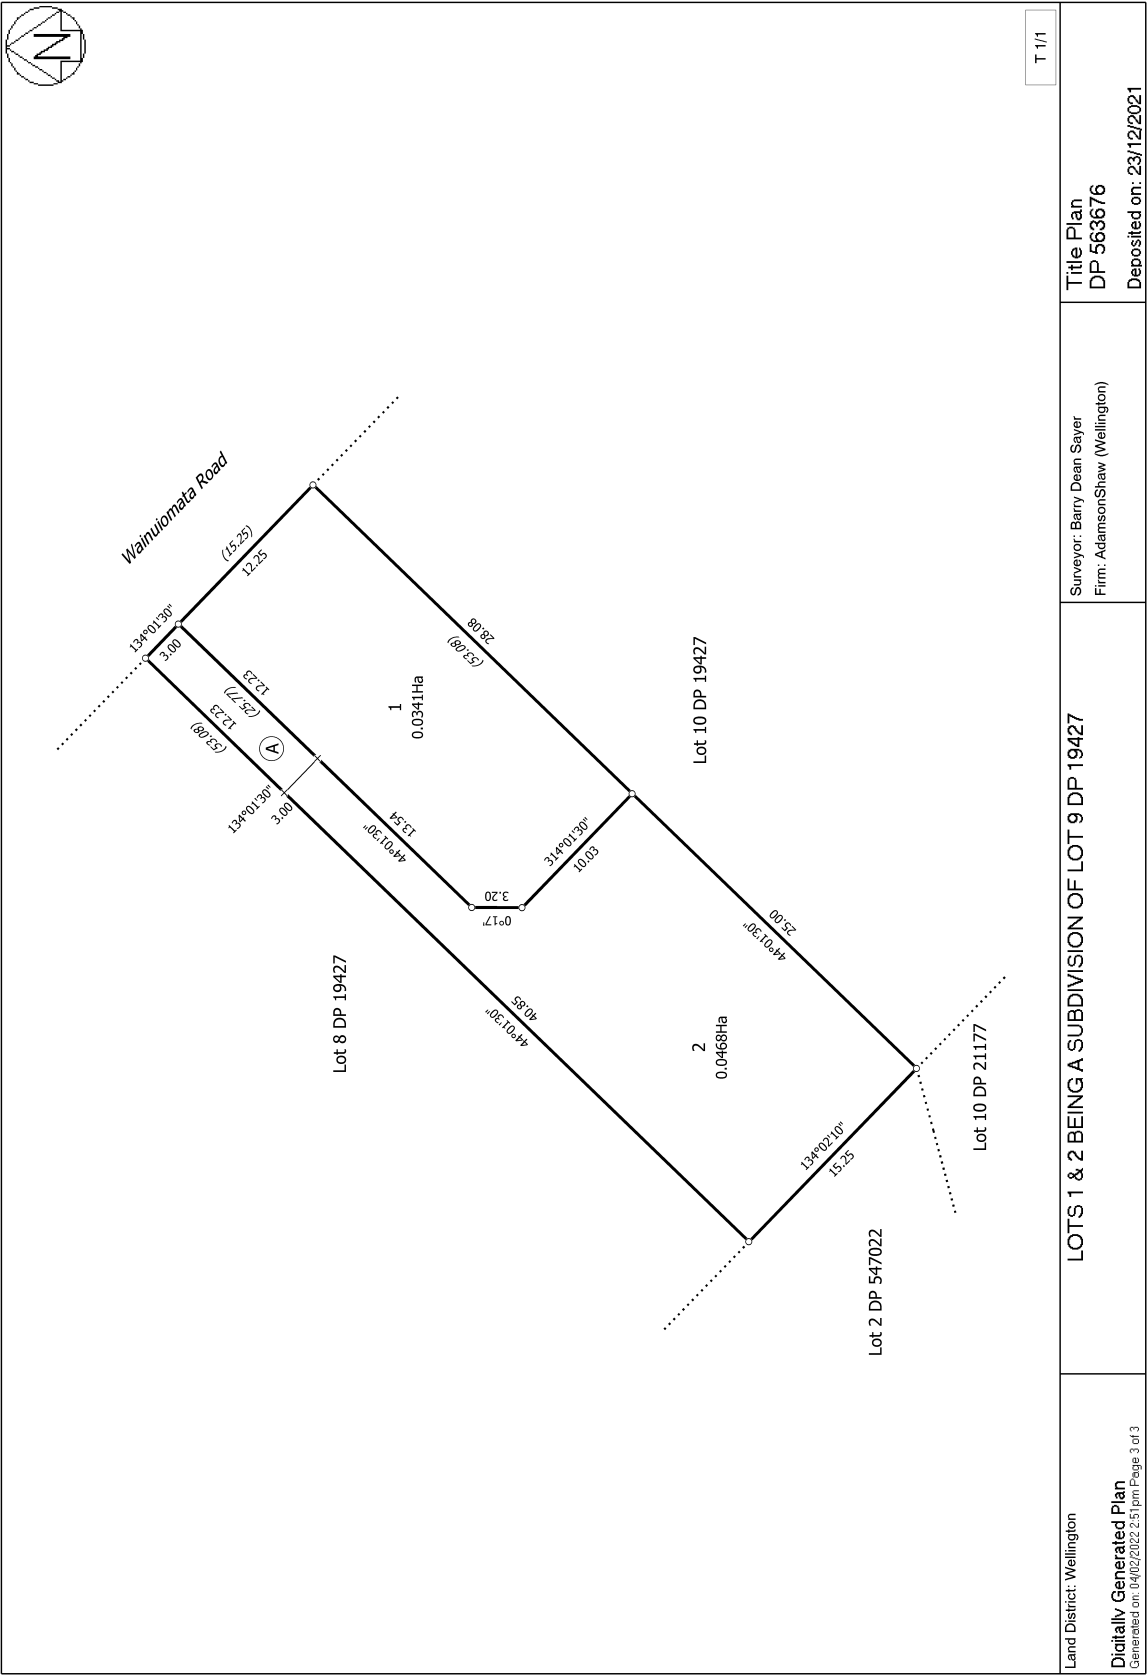 N
T 1/1
Wainuiomata Road
134°01'30"
3.00
(15.25)
12.25
(53.08)
12.23
A
(25.77)
12.23
134°01'30"
3.00
1
0.0341Ha
28.08
(53.08)
13.54
44°01'30"
3.20
0°17'
314°01'30"
10.03
Lot 10 DP 19427
Lot 8 DP 19427
40.85
44°01'30"
25.00
44°01'30"
2
0.0468Ha
134°02'10"
15.25
Lot 10 DP 21177
Lot 2 DP 547022
Land District: Wellington
Digitally Generated Plan
Generated on: 04/02/2022 2:51pm Page 3 of 3
LOTS 1 & 2 BEING A SUBDIVISION OF LOT 9 DP 19427
Surveyor: Barry Dean Sayer
Firm: AdamsonShaw (Wellington)
Title Plan
DP 563676
Deposited on: 23/12/2021